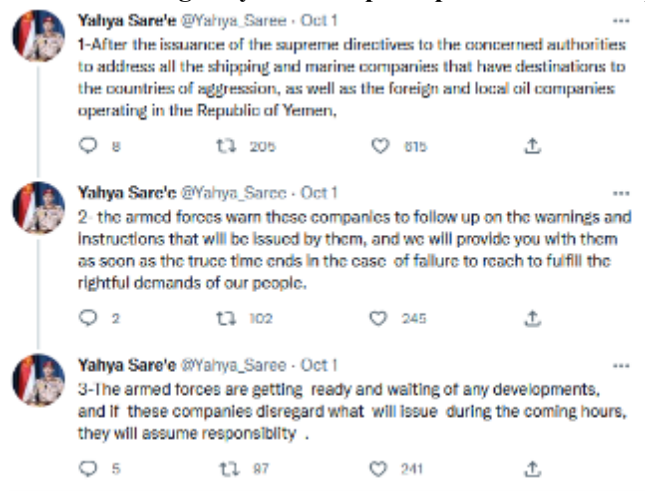 Yahya Sare'e @Yahya_Saree · Oct 1
1-After the issuance of the supreme directives to the concerned authorities
to address all the shipping and marine companies that have destinations to
the countries of aggression, as well as the foreign and local oil companies
operating in the Republic of Yemen,
8 205 615
Yahya Sare'e @Yahya_Saree · Oct 1
2- the armed forces warn these companies to follow up on the warnings and
instructions that will be issued by them, and we will provide you with them
as soon as the truce time ends in the case of failure to reach to fulfill the
rightful demands of our people.
2 102 245
Yahya Sare'e @Yahya_Saree · Oct 1
3-The armed forces are getting ready and waiting of any developments,
and if these companies disregard what will issue during the coming hours,
they will assume responsiblity .
5 97 241